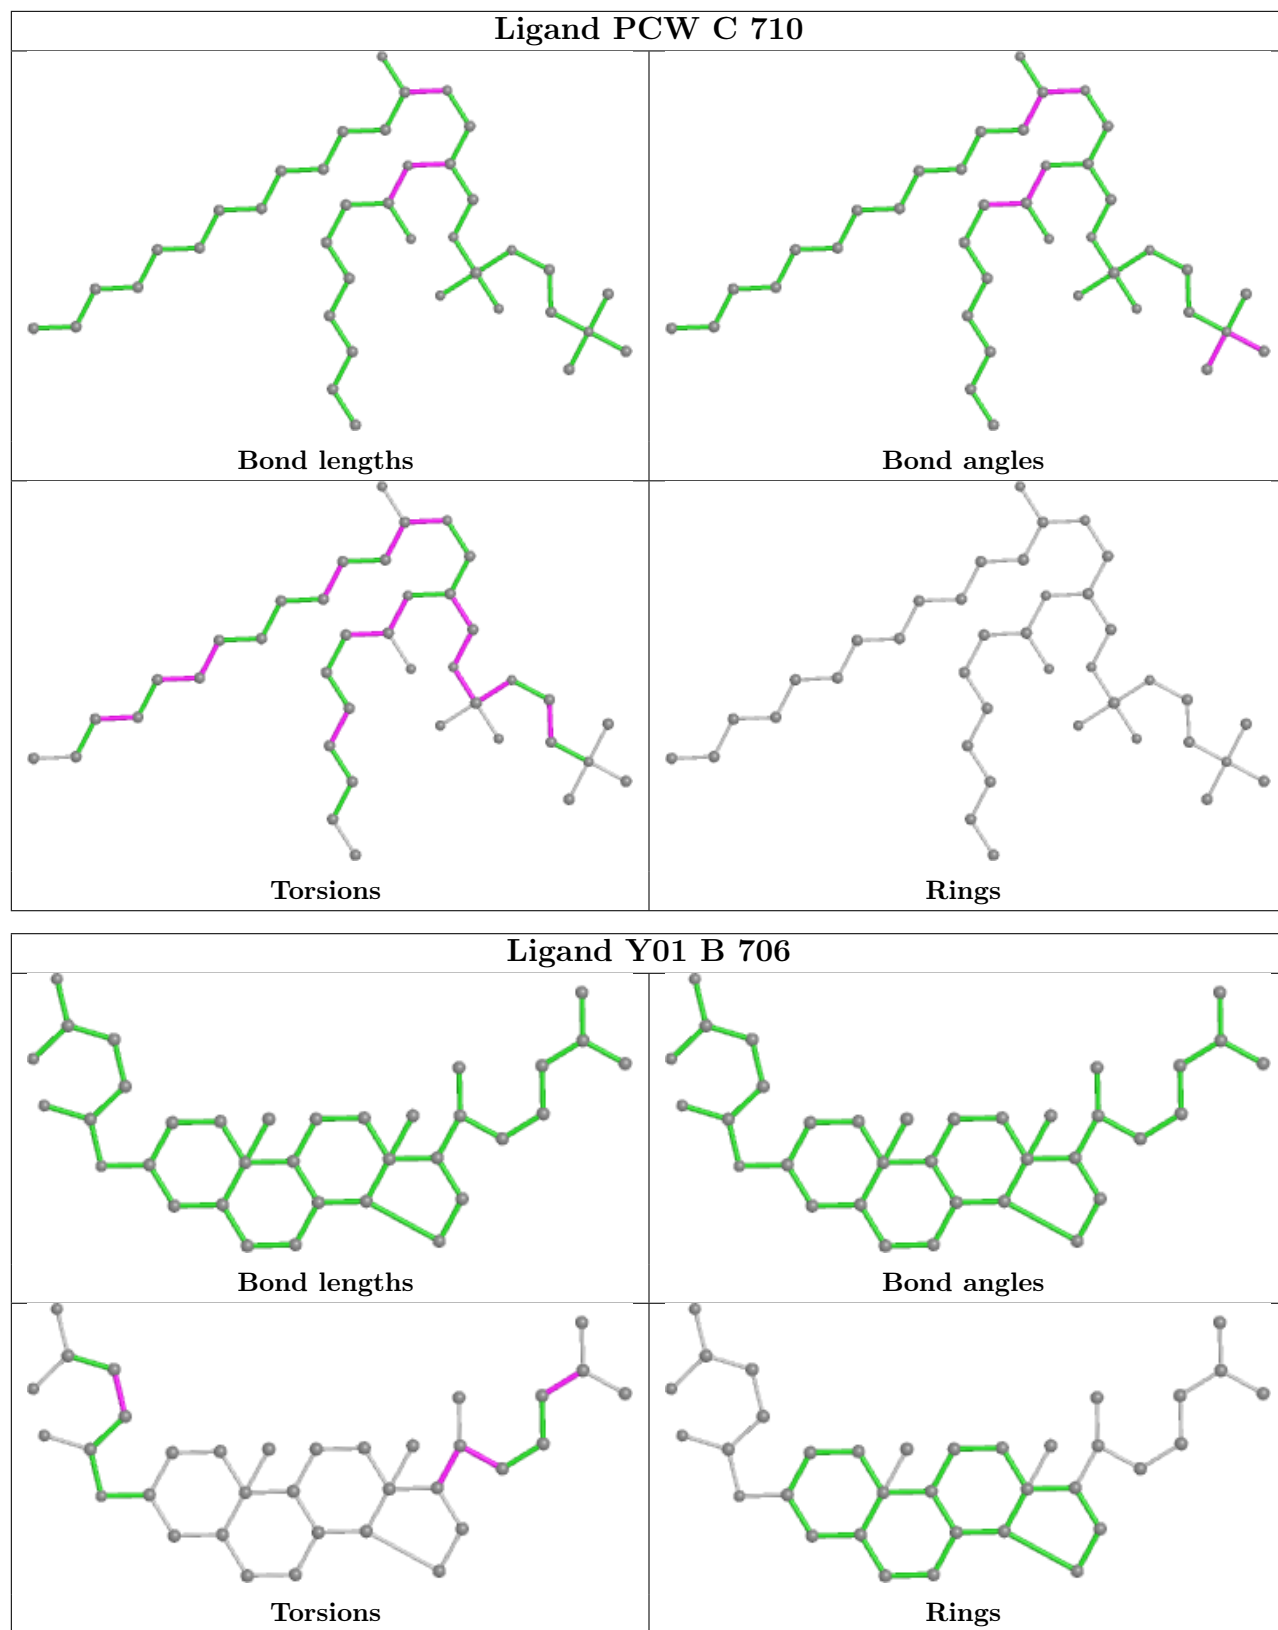 Ligand PCW C 710
Bond lengths
Bond angles
Torsions
Rings
Ligand Y01 B 706
Bond lengths
Bond angles
Torsions
Rings